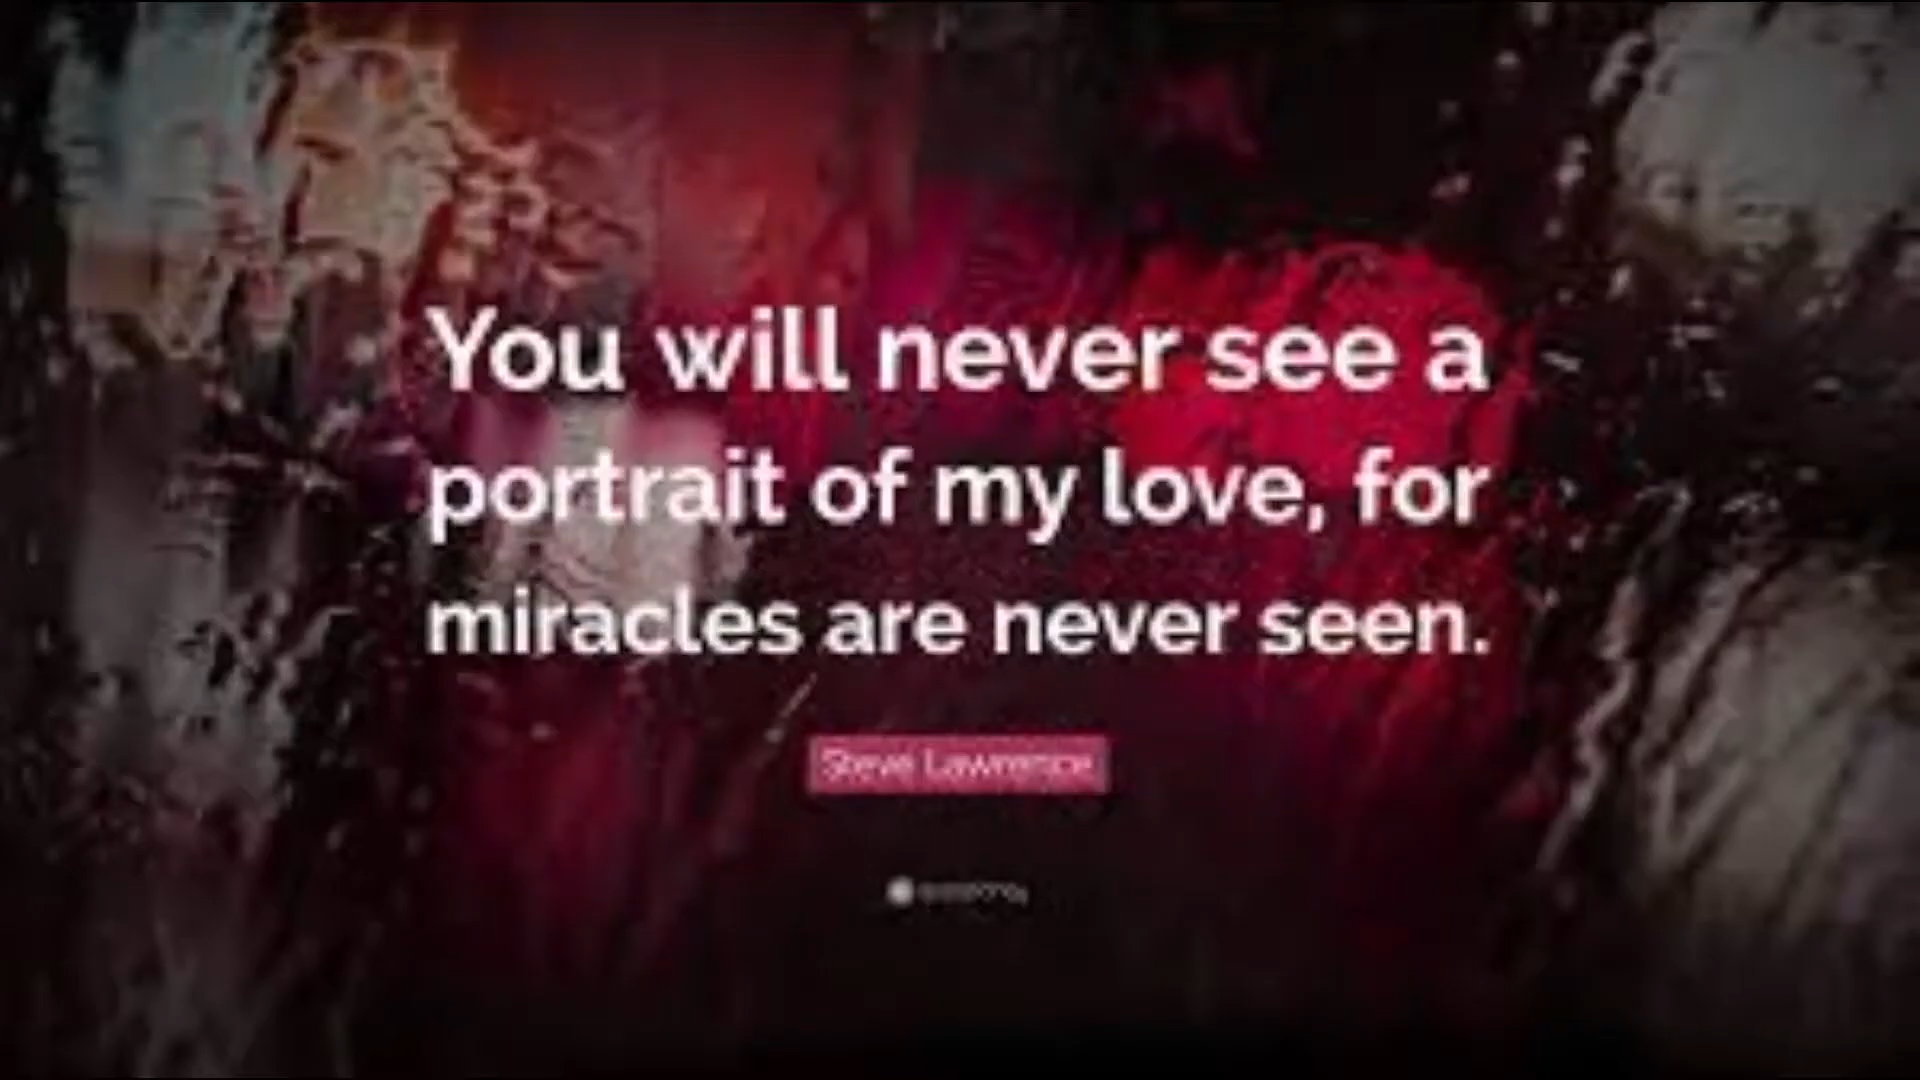 You will never see a
portrait of my love, for
miracles are never seen.
Steve Lawrence